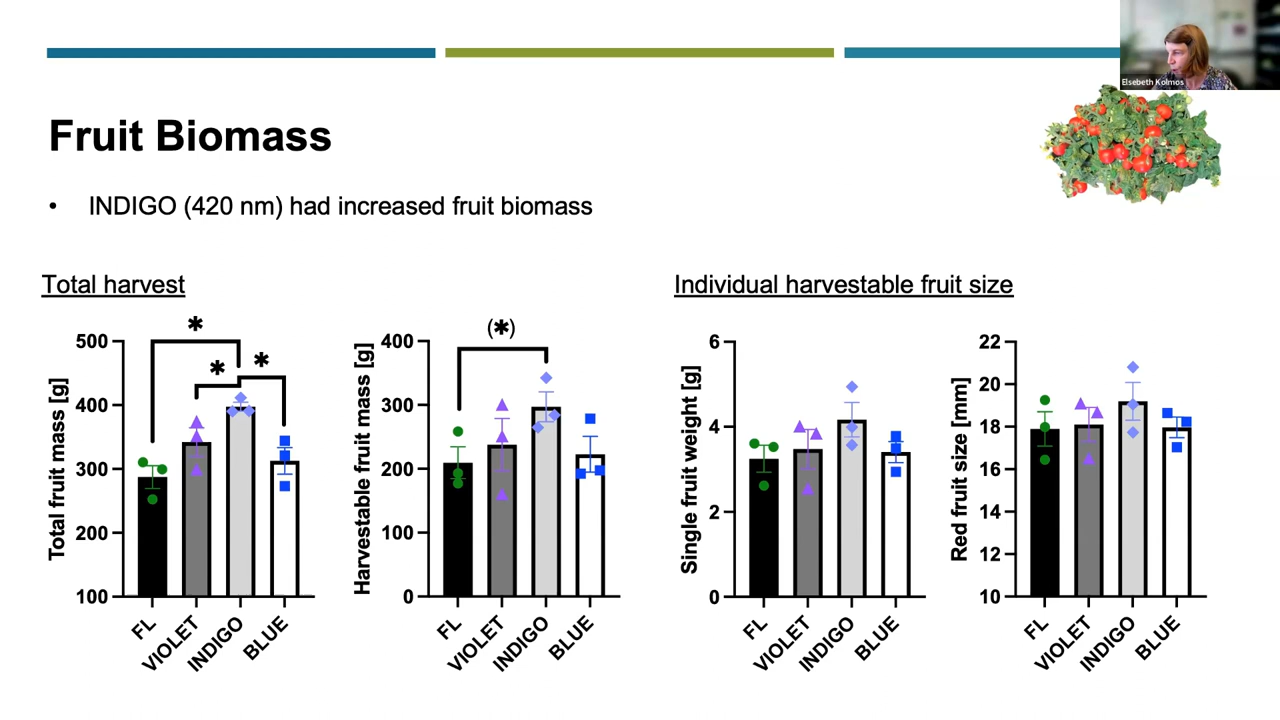 Elsebeth Kolmos
Fruit Biomass
• INDIGO (420 nm) had increased fruit biomass
Total harvest
Individual harvestable fruit size
Total fruit mass [g]
500
400
300
200
100
✱
✱
✱
FL
VIOLET
INDIGO
BLUE
Harvestable fruit mass [g]
400
300
200
100
0
(✱)
FL
VIOLET
INDIGO
BLUE
Single fruit weight [g]
6
4
2
0
FL
VIOLET
INDIGO
BLUE
Red fruit size [mm]
22
20
18
16
14
12
10
FL
VIOLET
INDIGO
BLUE